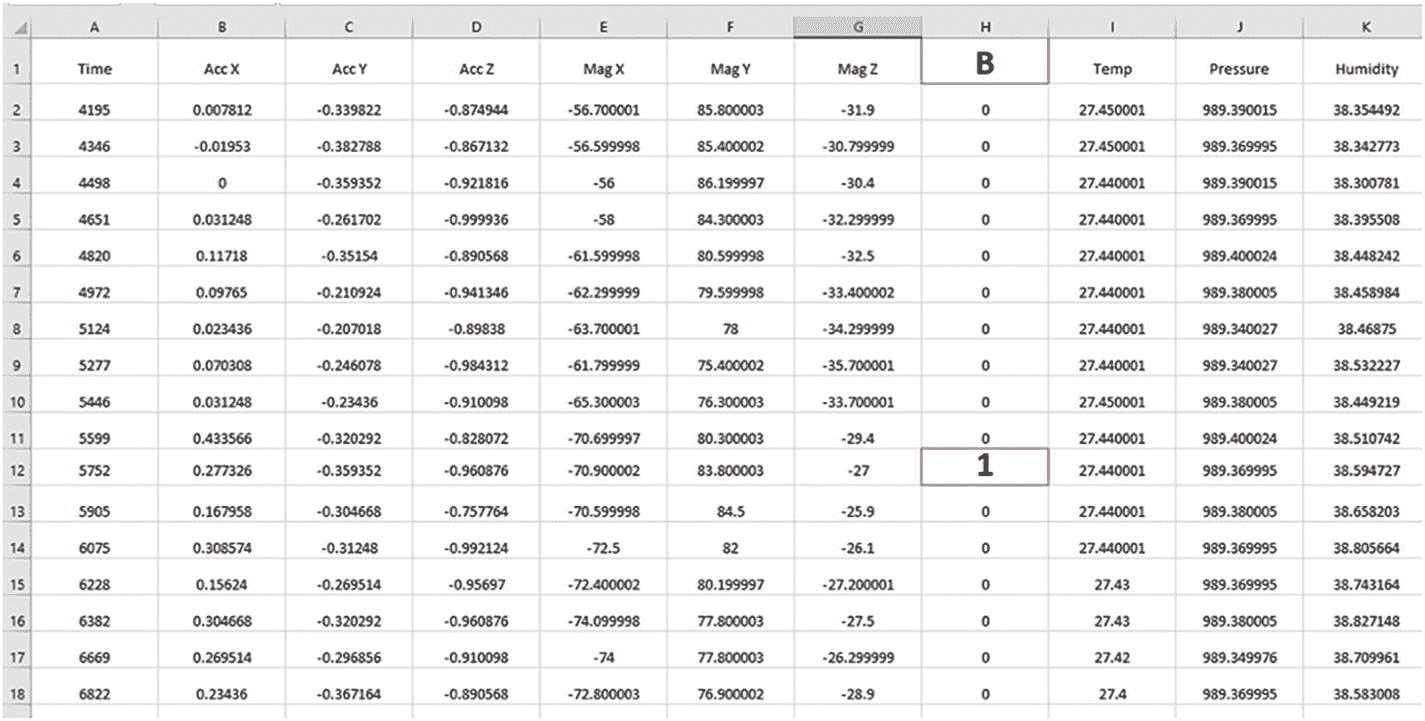 A B C D E F G H I J K
1 Time Acc X Acc Y Acc Z Mag X Mag Y Mag Z B Temp Pressure Humidity
2 4195 0.007812 -0.339822 -0.874944 -56.700001 85.800003 -31.9 0 27.450001 989.390015 38.354492
3 4346 -0.01953 -0.382788 -0.867132 -56.599998 85.400002 -30.799999 0 27.450001 989.369995 38.342773
4 4498 0 -0.359352 -0.921816 -56 86.199997 -30.4 0 27.440001 989.390015 38.300781
5 4651 0.031248 -0.261702 -0.999936 -58 84.300003 -32.299999 0 27.440001 989.369995 38.395508
6 4820 0.11718 -0.35154 -0.890568 -61.599998 80.599998 -32.5 0 27.440001 989.400024 38.448242
7 4972 0.09765 -0.210924 -0.941346 -62.299999 79.599998 -33.400002 0 27.440001 989.380005 38.458984
8 5124 0.023436 -0.207018 -0.89838 -63.700001 78 -34.299999 0 27.440001 989.340027 38.46875
9 5277 0.070308 -0.246078 -0.984312 -61.799999 75.400002 -35.700001 0 27.440001 989.340027 38.532227
10 5446 0.031248 -0.23436 -0.910098 -65.300003 76.300003 -33.700001 0 27.450001 989.380005 38.449219
11 5599 0.433566 -0.320292 -0.828072 -70.699997 80.300003 -29.4 0 27.440001 989.400024 38.510742
12 5752 0.277326 -0.359352 -0.960876 -70.900002 83.800003 -27 1 27.440001 989.369995 38.594727
13 5905 0.167958 -0.304668 -0.757764 -70.599998 84.5 -25.9 0 27.440001 989.380005 38.658203
14 6075 0.308574 -0.31248 -0.992124 -72.5 82 -26.1 0 27.440001 989.369995 38.805664
15 6228 0.15624 -0.269514 -0.95697 -72.400002 80.199997 -27.200001 0 27.43 989.369995 38.743164
16 6382 0.304668 -0.320292 -0.960876 -74.099998 77.800003 -27.5 0 27.43 989.380005 38.827148
17 6669 0.269514 -0.296856 -0.910098 -74 77.800003 -26.299999 0 27.42 989.349976 38.709961
18 6822 0.23436 -0.367164 -0.890568 -72.800003 76.900002 -28.9 0 27.4 989.369995 38.583008